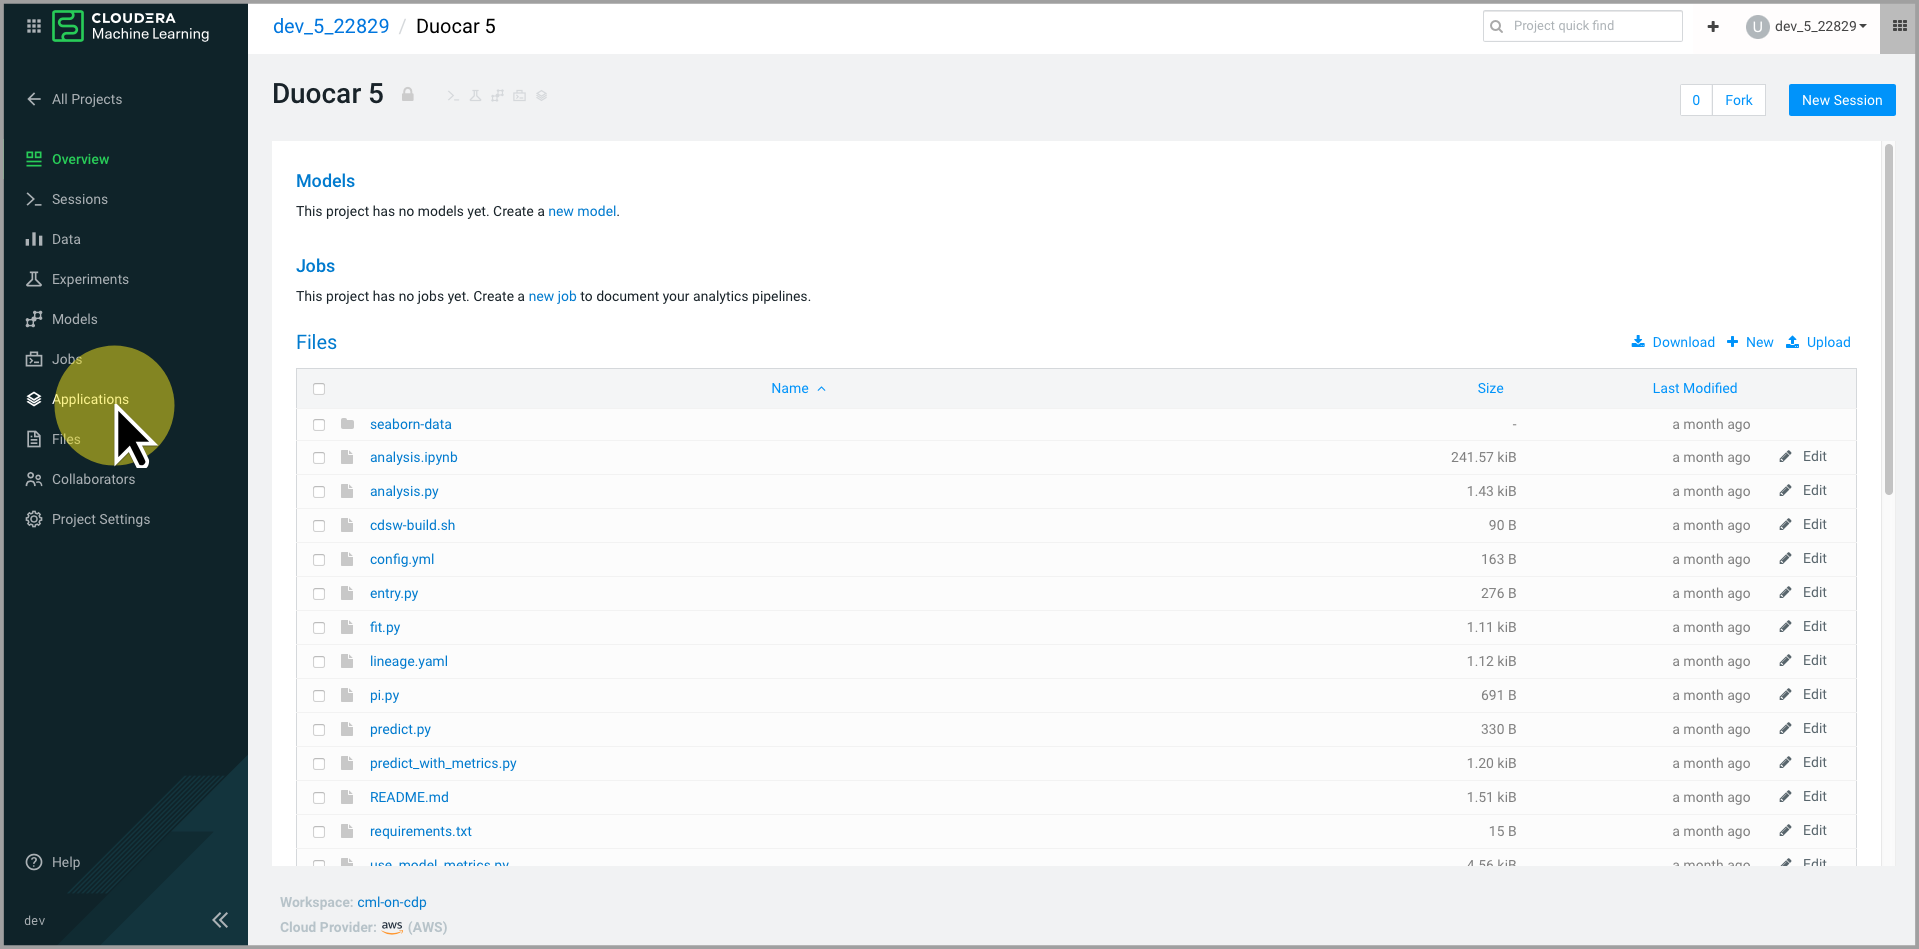 CLOUDERA
Machine Learning
dev_5_22829 / Duocar 5
Project quick find
U dev_5_22829
All Projects
Duocar 5
0 Fork
New Session
Overview
Sessions
Data
Experiments
Models
Jobs
Applications
Files
Collaborators
Project Settings
Help
dev
Models
This project has no models yet. Create a new model.
Jobs
This project has no jobs yet. Create a new job to document your analytics pipelines.
Files
Download New Upload
Name Size Last Modified
seaborn-data - a month ago
analysis.ipynb 241.57 kiB a month ago Edit
analysis.py 1.43 kiB a month ago Edit
cdsw-build.sh 90 B a month ago Edit
config.yml 163 B a month ago Edit
entry.py 276 B a month ago Edit
fit.py 1.11 kiB a month ago Edit
lineage.yaml 1.12 kiB a month ago Edit
pi.py 691 B a month ago Edit
predict.py 330 B a month ago Edit
predict_with_metrics.py 1.20 kiB a month ago Edit
README.md 1.51 kiB a month ago Edit
requirements.txt 15 B a month ago Edit
use_model_metrics.py 4.56 kiB a month ago Edit
Workspace: cml-on-cdp
Cloud Provider: aws (AWS)